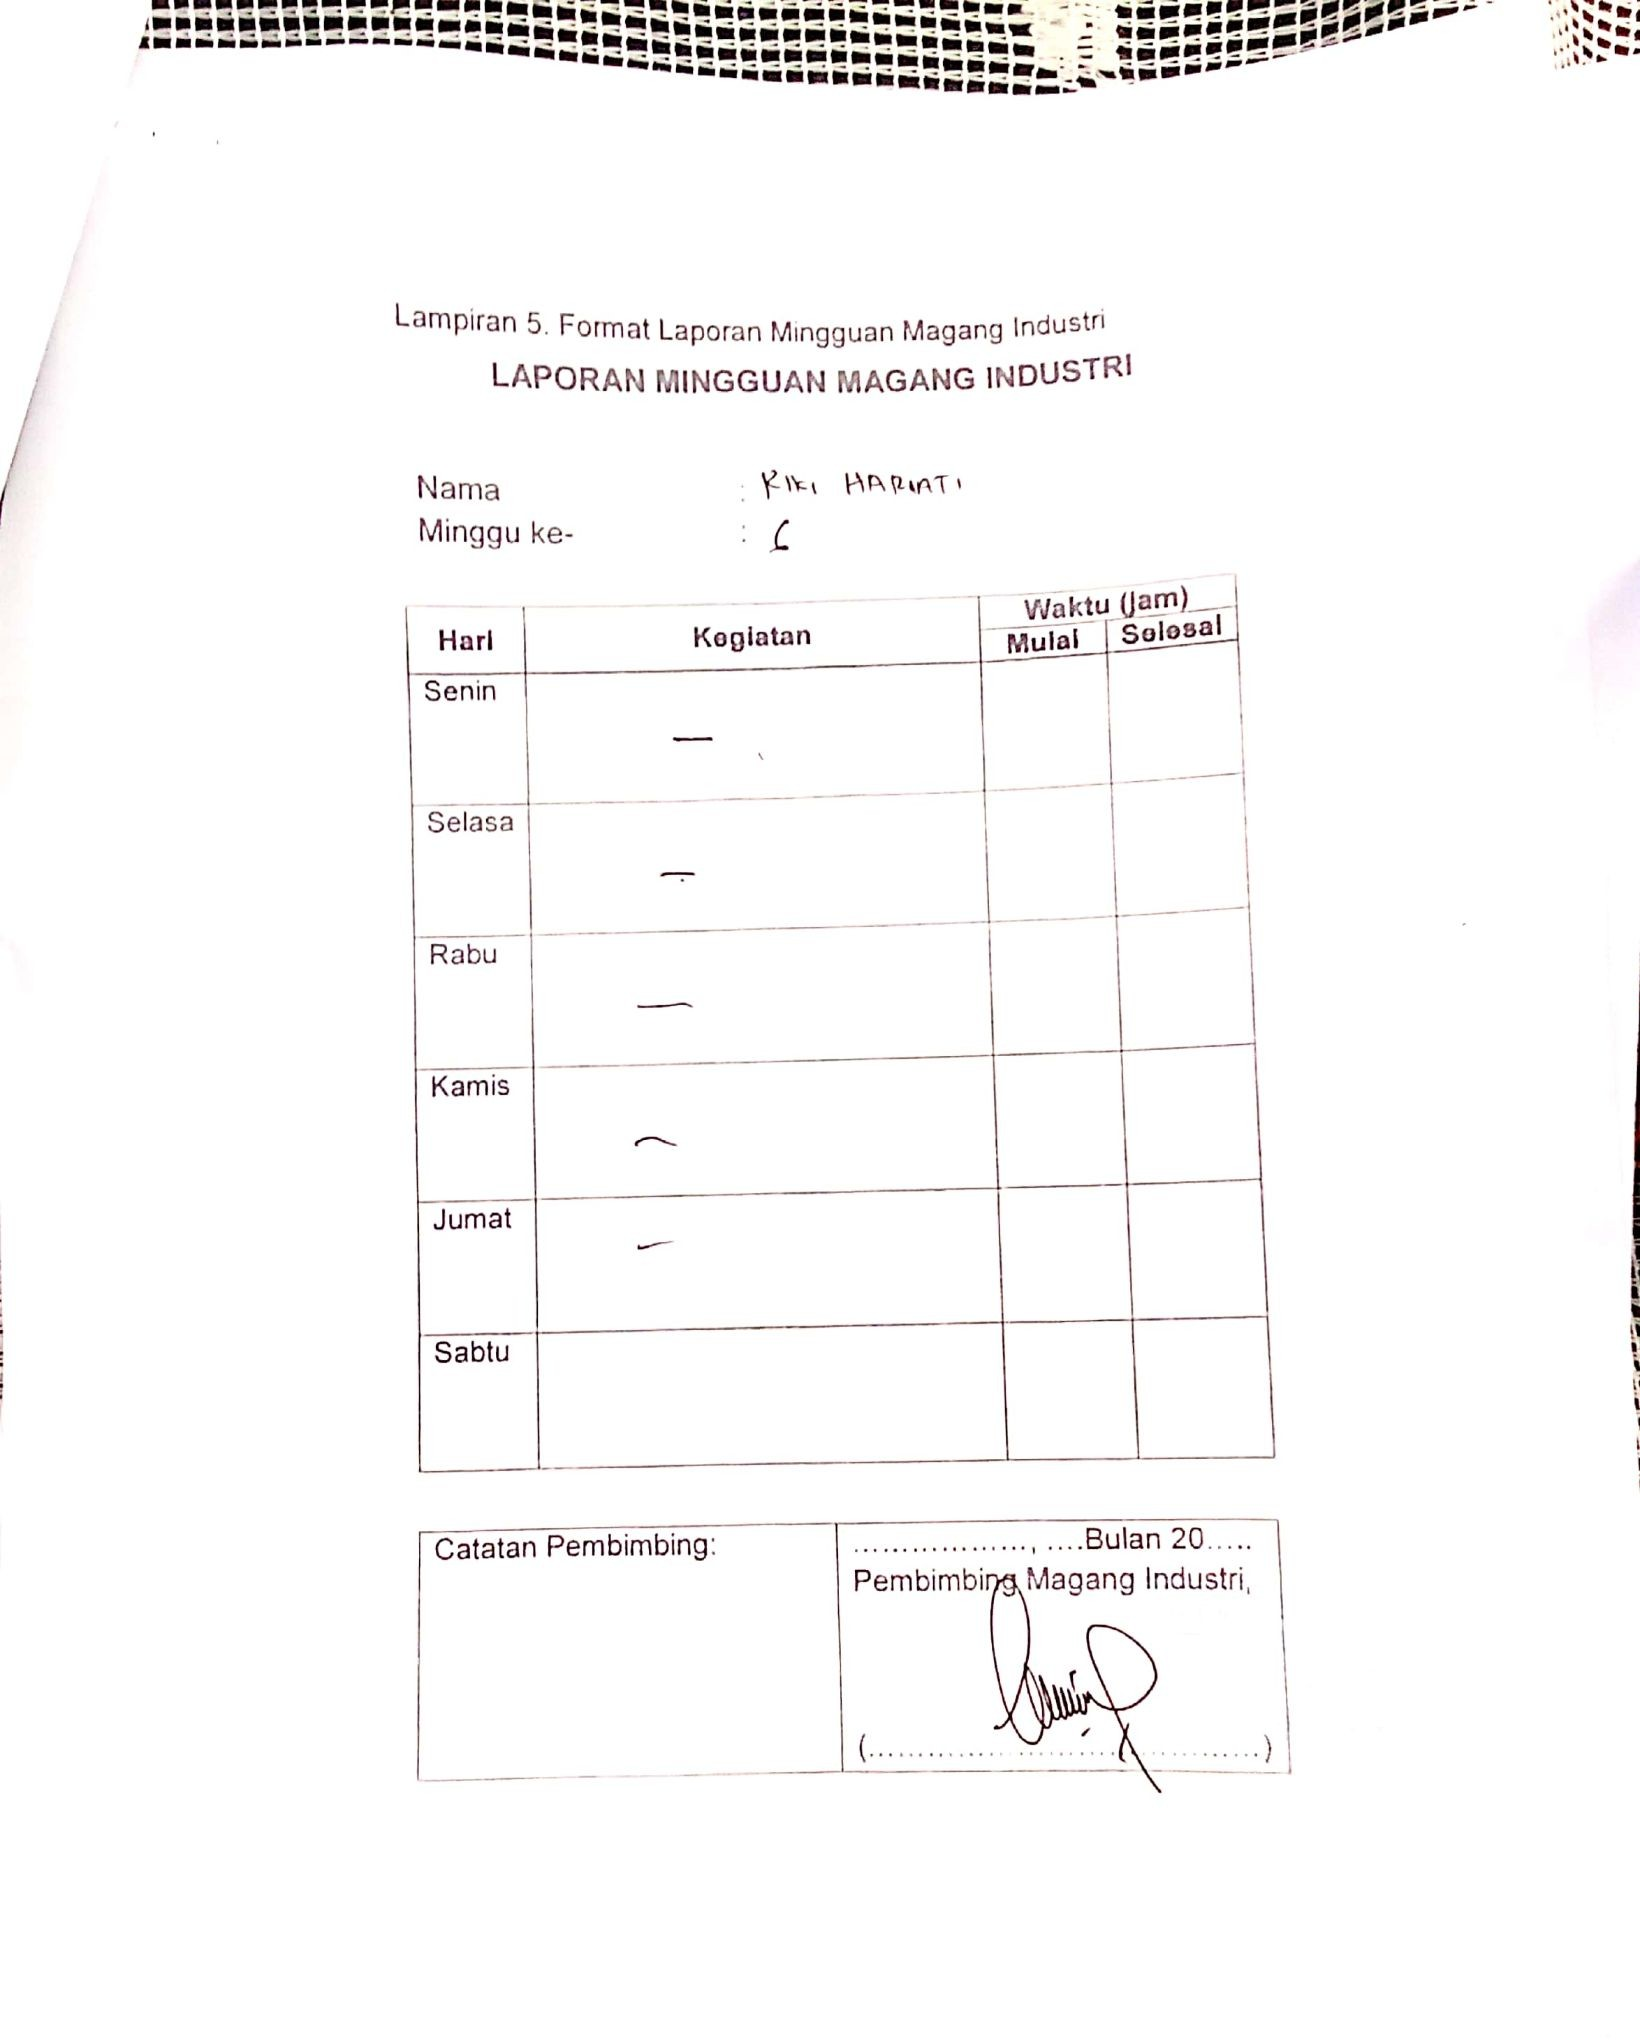 Lampiran 5. Format Laporan Mingguan Magang Industri
LAPORAN MINGGUAN MAGANG INDUSTRI
Nama : RIKI HARIATI
Minggu ke- : 6
Hari Kegiatan Waktu (Jam)
Mulai Selesai
Senin
—
Selasa
—
Rabu
—
Kamis
—
Jumat
—
Sabtu
Catatan Pembimbing:
..................., ....Bulan 20.....
Pembimbing Magang Industri,
(..........................................)